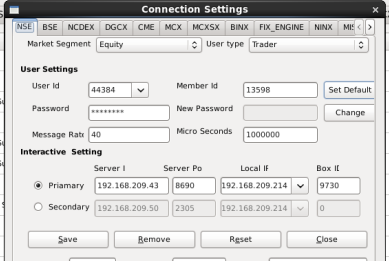 Connection Settings
NSE BSE NCDEX DGCX CME MCX MCXSX BINX FIX_ENGINE NINX MIS
Market Segment Equity User type Trader
User Settings
User Id 44384 Member Id 13598 Set Default
Password ******** New Password Change
Message Rate 40 Micro Seconds 1000000
Interactive Setting
Server I Server Po Local IF Box ID
Priamary 192.168.209.43 8690 192.168.209.214 9730
Secondary 192.168.209.50 2305 192.168.209.214 0
Save Remove Reset Close